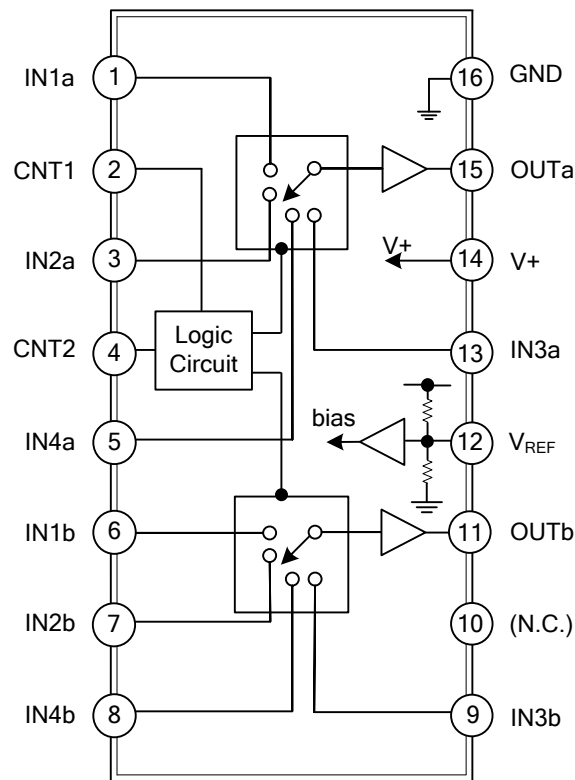 IN1a 1 16 GND
CNT1 2 15 OUTa
IN2a 3 V+ 14 V+
CNT2 4 Logic
Circuit 13 IN3a
IN4a 5 bias 12 V_REF
IN1b 6 11 OUTb
IN2b 7 10 (N.C.)
IN4b 8 9 IN3b